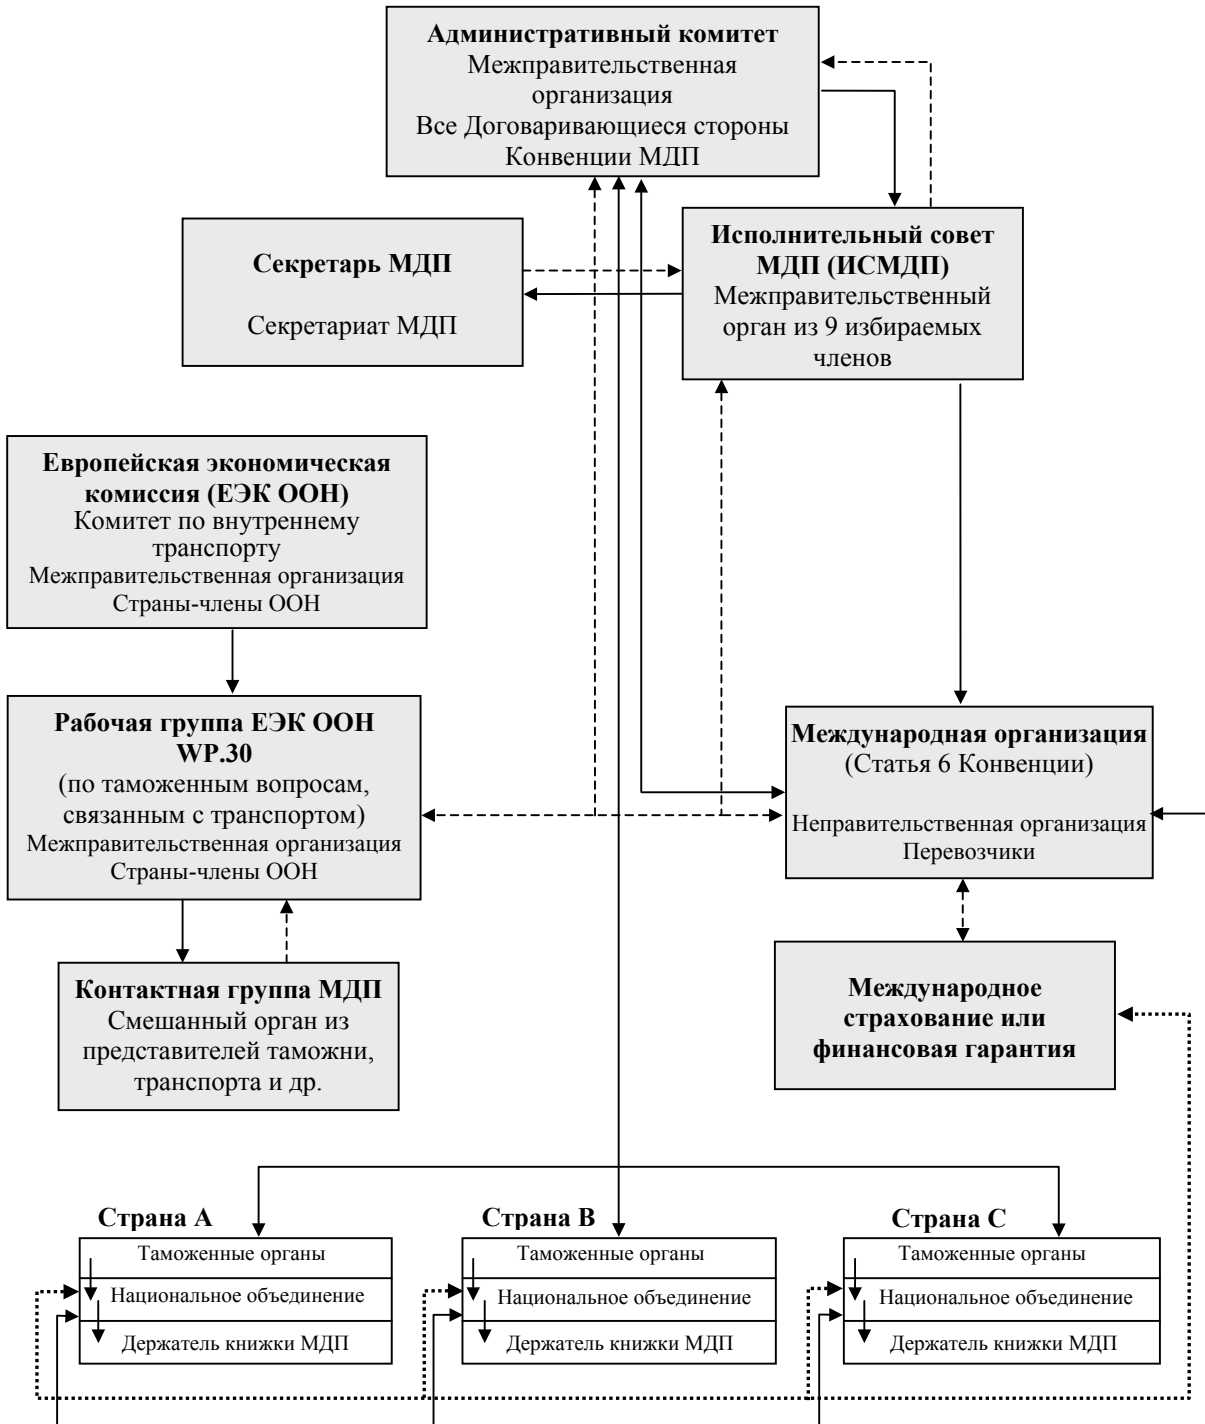 Административный комитет
Межправительственная
организация
Все Договаривающиеся стороны
Конвенции МДП
Секретарь МДП
Секретариат МДП
Исполнительный совет
МДП (ИСМДП)
Межправительственный
орган из 9 избираемых
членов
Европейская экономическая
комиссия (ЕЭК ООН)
Комитет по внутреннему
транспорту
Межправительственная организация
Страны-члены ООН
Рабочая группа ЕЭК ООН
WP.30
(по таможенным вопросам,
связанным с транспортом)
Межправительственная организация
Страны-члены ООН
Международная организация
(Статья 6 Конвенции)
Неправительственная организация
Перевозчики
Контактная группа МДП
Смешанный орган из
представителей таможни,
транспорта и др.
Международное
страхование или
финансовая гарантия
Страна А
Таможенные органы
Национальное объединение
Держатель книжки МДП
Страна В
Таможенные органы
Национальное объединение
Держатель книжки МДП
Страна С
Таможенные органы
Национальное объединение
Держатель книжки МДП